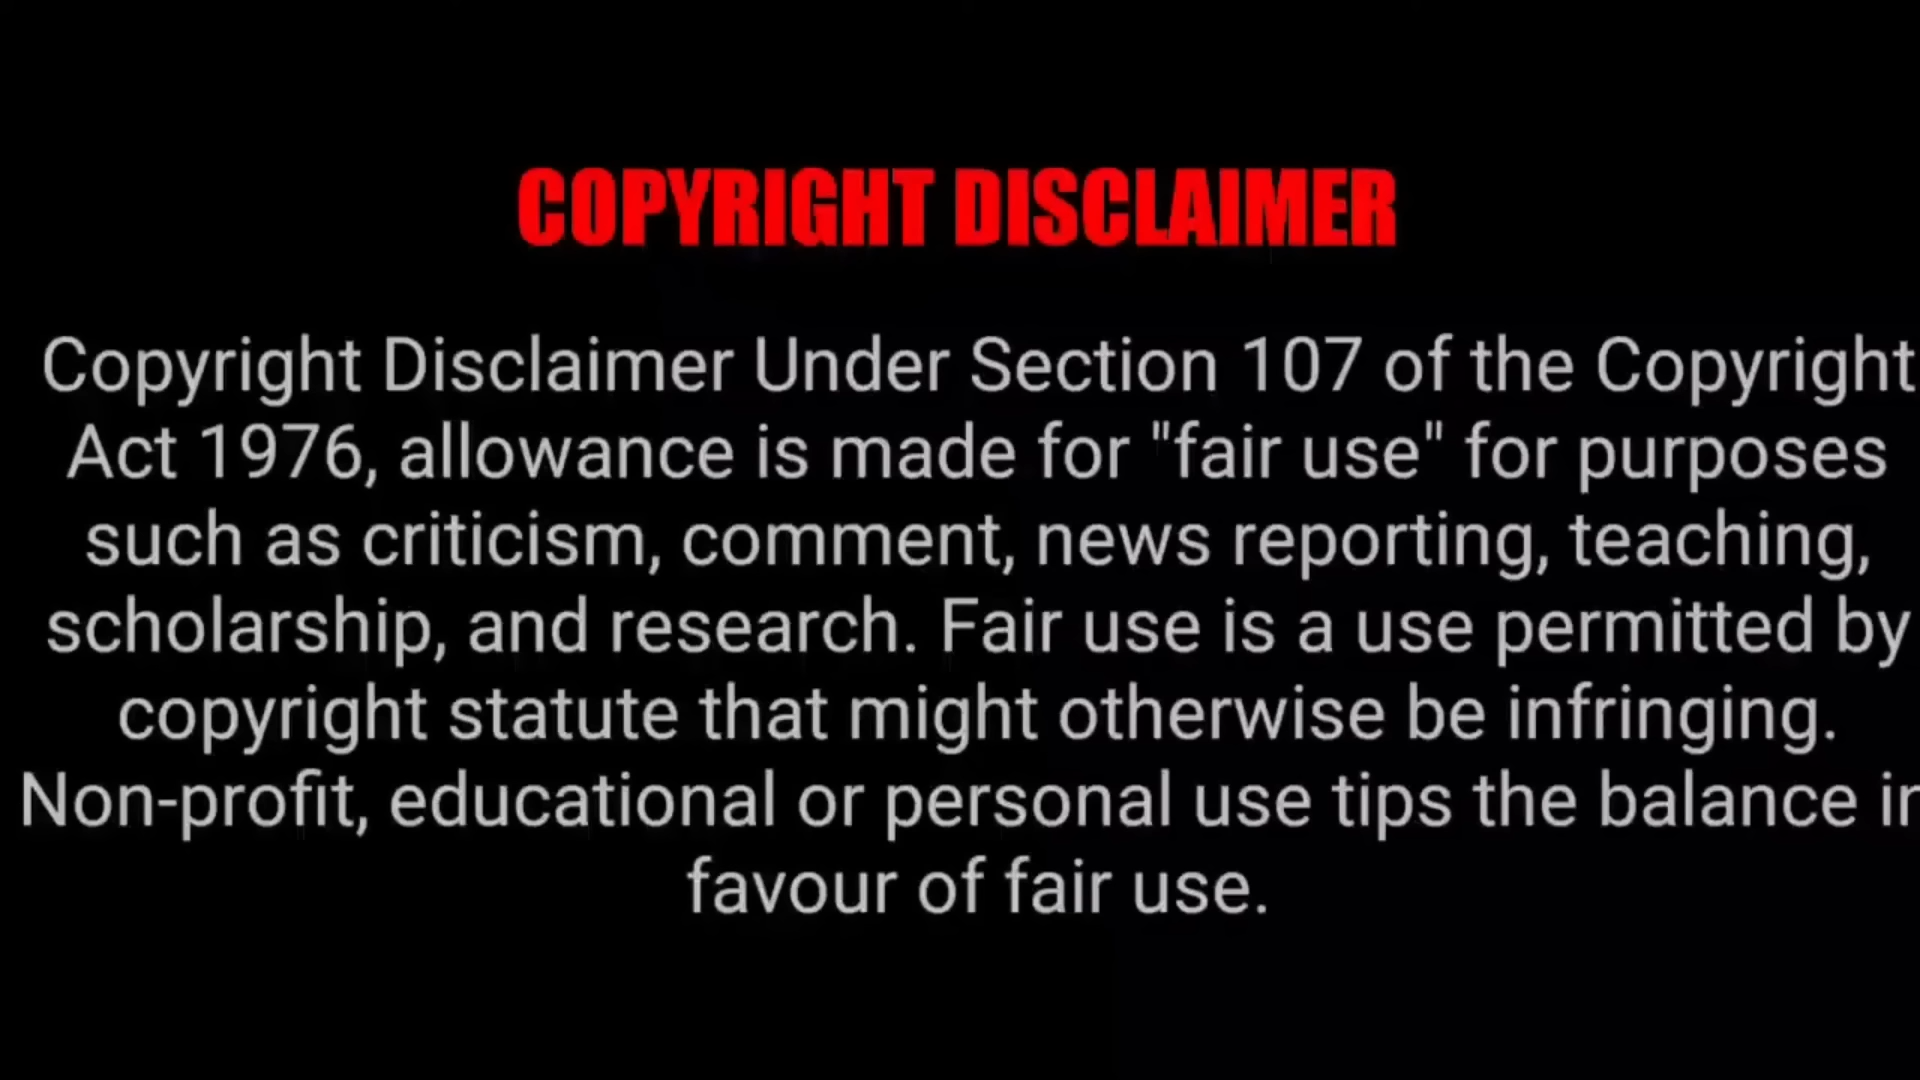 COPYRIGHT DISCLAIMER
Copyright Disclaimer Under Section 107 of the Copyright
Act 1976, allowance is made for "fair use" for purposes
such as criticism, comment, news reporting, teaching,
scholarship, and research. Fair use is a use permitted by
copyright statute that might otherwise be infringing.
Non-profit, educational or personal use tips the balance in
favour of fair use.